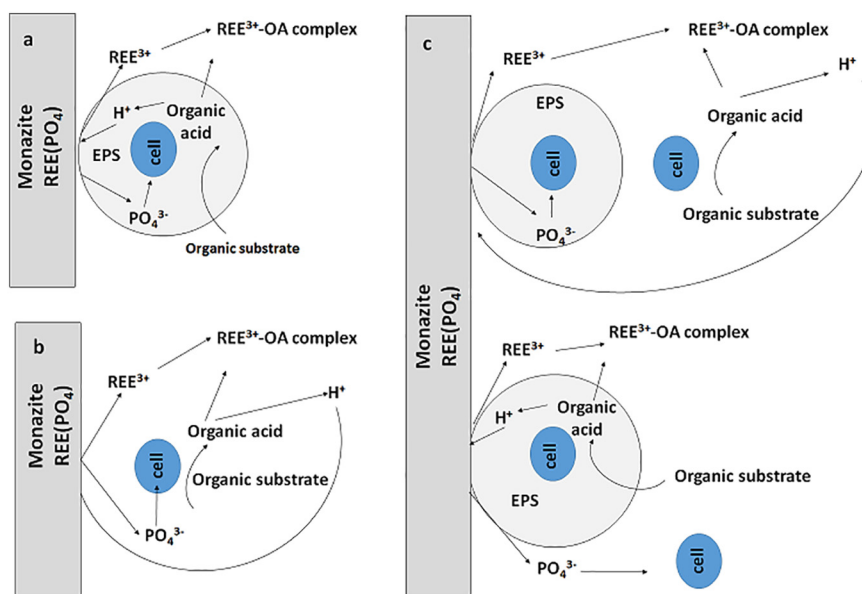 a
Monazite
REE(PO₄)
REE³⁺
REE³⁺-OA complex
H⁺
Organic
acid
EPS
cell
PO₄³⁻
Organic substrate
b
Monazite
REE(PO₄)
REE³⁺
REE³⁺-OA complex
H⁺
Organic acid
cell
Organic substrate
PO₄³⁻
c
Monazite
REE(PO₄)
REE³⁺
REE³⁺-OA complex
H⁺
EPS
Organic acid
cell
cell
Organic substrate
PO₄³⁻
REE³⁺
REE³⁺-OA complex
H⁺
Organic
acid
cell
Organic substrate
EPS
PO₄³⁻
cell